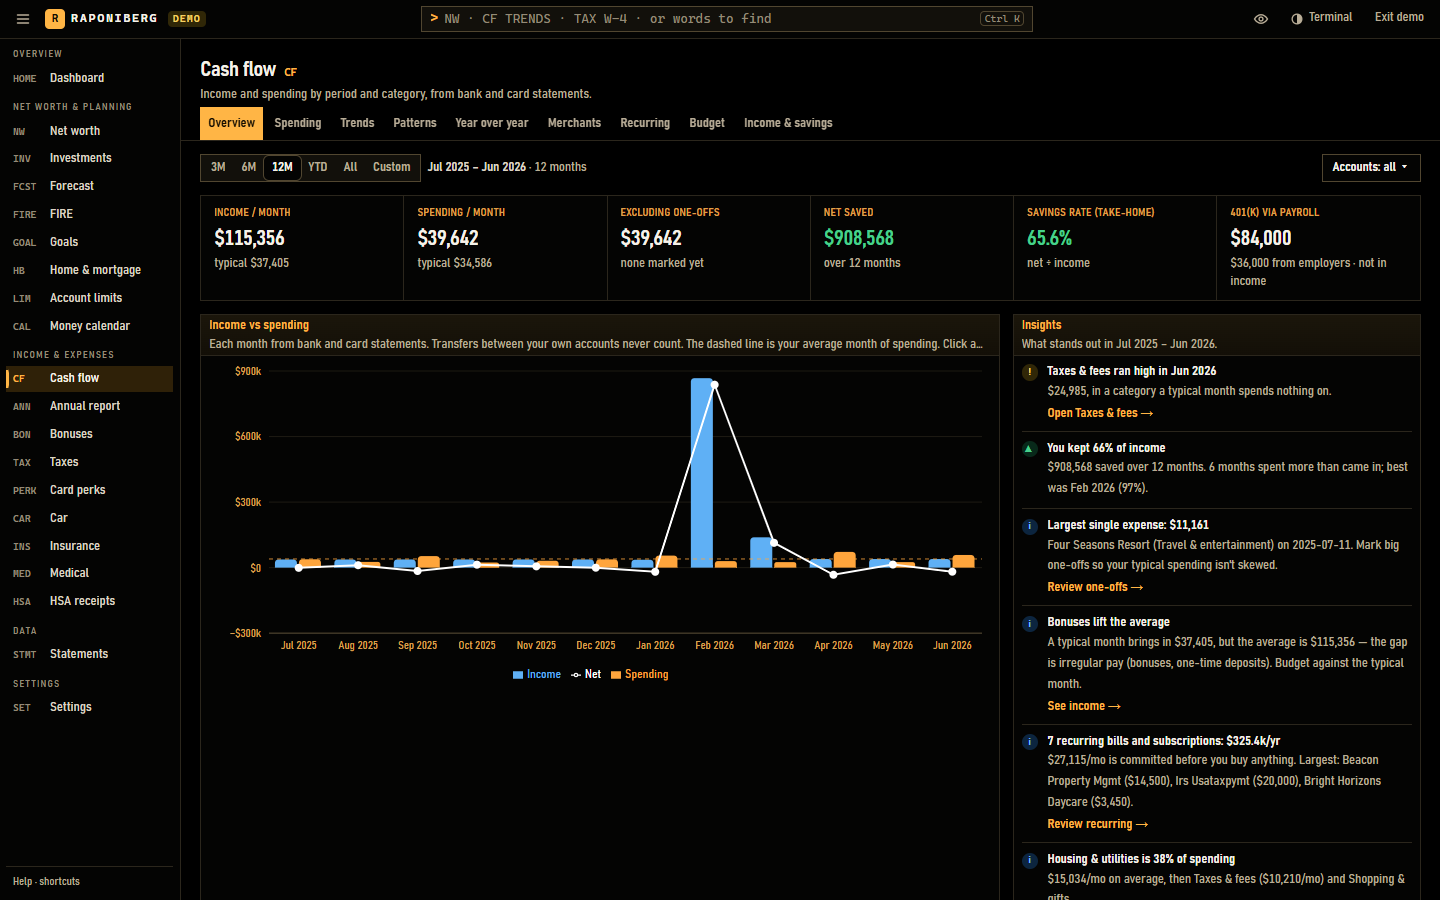 R RAPONIBERG DEMO
> NW · CF TRENDS · TAX W-4 · or words to find Ctrl K
Terminal
Exit demo
OVERVIEW
HOME Dashboard
NET WORTH & PLANNING
NW Net worth
INV Investments
FCST Forecast
FIRE FIRE
GOAL Goals
HB Home & mortgage
LIM Account limits
CAL Money calendar
INCOME & EXPENSES
CF Cash flow
ANN Annual report
BON Bonuses
TAX Taxes
PERK Card perks
CAR Car
INS Insurance
MED Medical
HSA HSA receipts
DATA
STMT Statements
SETTINGS
SET Settings
Help · shortcuts
Cash flow CF
Income and spending by period and category, from bank and card statements.
Overview Spending Trends Patterns Year over year Merchants Recurring Budget Income & savings
3M 6M 12M YTD All Custom Jul 2025 – Jun 2026 · 12 months
Accounts: all
INCOME / MONTH
$115,356
typical $37,405
SPENDING / MONTH
$39,642
typical $34,586
EXCLUDING ONE-OFFS
$39,642
none marked yet
NET SAVED
$908,568
over 12 months
SAVINGS RATE (TAKE-HOME)
65.6%
net ÷ income
401(K) VIA PAYROLL
$84,000
$36,000 from employers · not in
income
Income vs spending
Each month from bank and card statements. Transfers between your own accounts never count. The dashed line is your average month of spending. Click a...
$900k
$600k
$300k
$0
−$300k
Jul 2025 Aug 2025 Sep 2025 Oct 2025 Nov 2025 Dec 2025 Jan 2026 Feb 2026 Mar 2026 Apr 2026 May 2026 Jun 2026
Income Net Spending
Insights
What stands out in Jul 2025 – Jun 2026.
! Taxes & fees ran high in Jun 2026
$24,985, in a category a typical month spends nothing on.
Open Taxes & fees →
▲ You kept 66% of income
$908,568 saved over 12 months. 6 months spent more than came in; best
was Feb 2026 (97%).
i Largest single expense: $11,161
Four Seasons Resort (Travel & entertainment) on 2025-07-11. Mark big
one-offs so your typical spending isn't skewed.
Review one-offs →
i Bonuses lift the average
A typical month brings in $37,405, but the average is $115,356 — the gap
is irregular pay (bonuses, one-time deposits). Budget against the typical
month.
See income →
i 7 recurring bills and subscriptions: $325.4k/yr
$27,115/mo is committed before you buy anything. Largest: Beacon
Property Mgmt ($14,500), Irs Usataxpymt ($20,000), Bright Horizons
Daycare ($3,450).
Review recurring →
i Housing & utilities is 38% of spending
$15,034/mo on average, then Taxes & fees ($10,210/mo) and Shopping &
gifts.